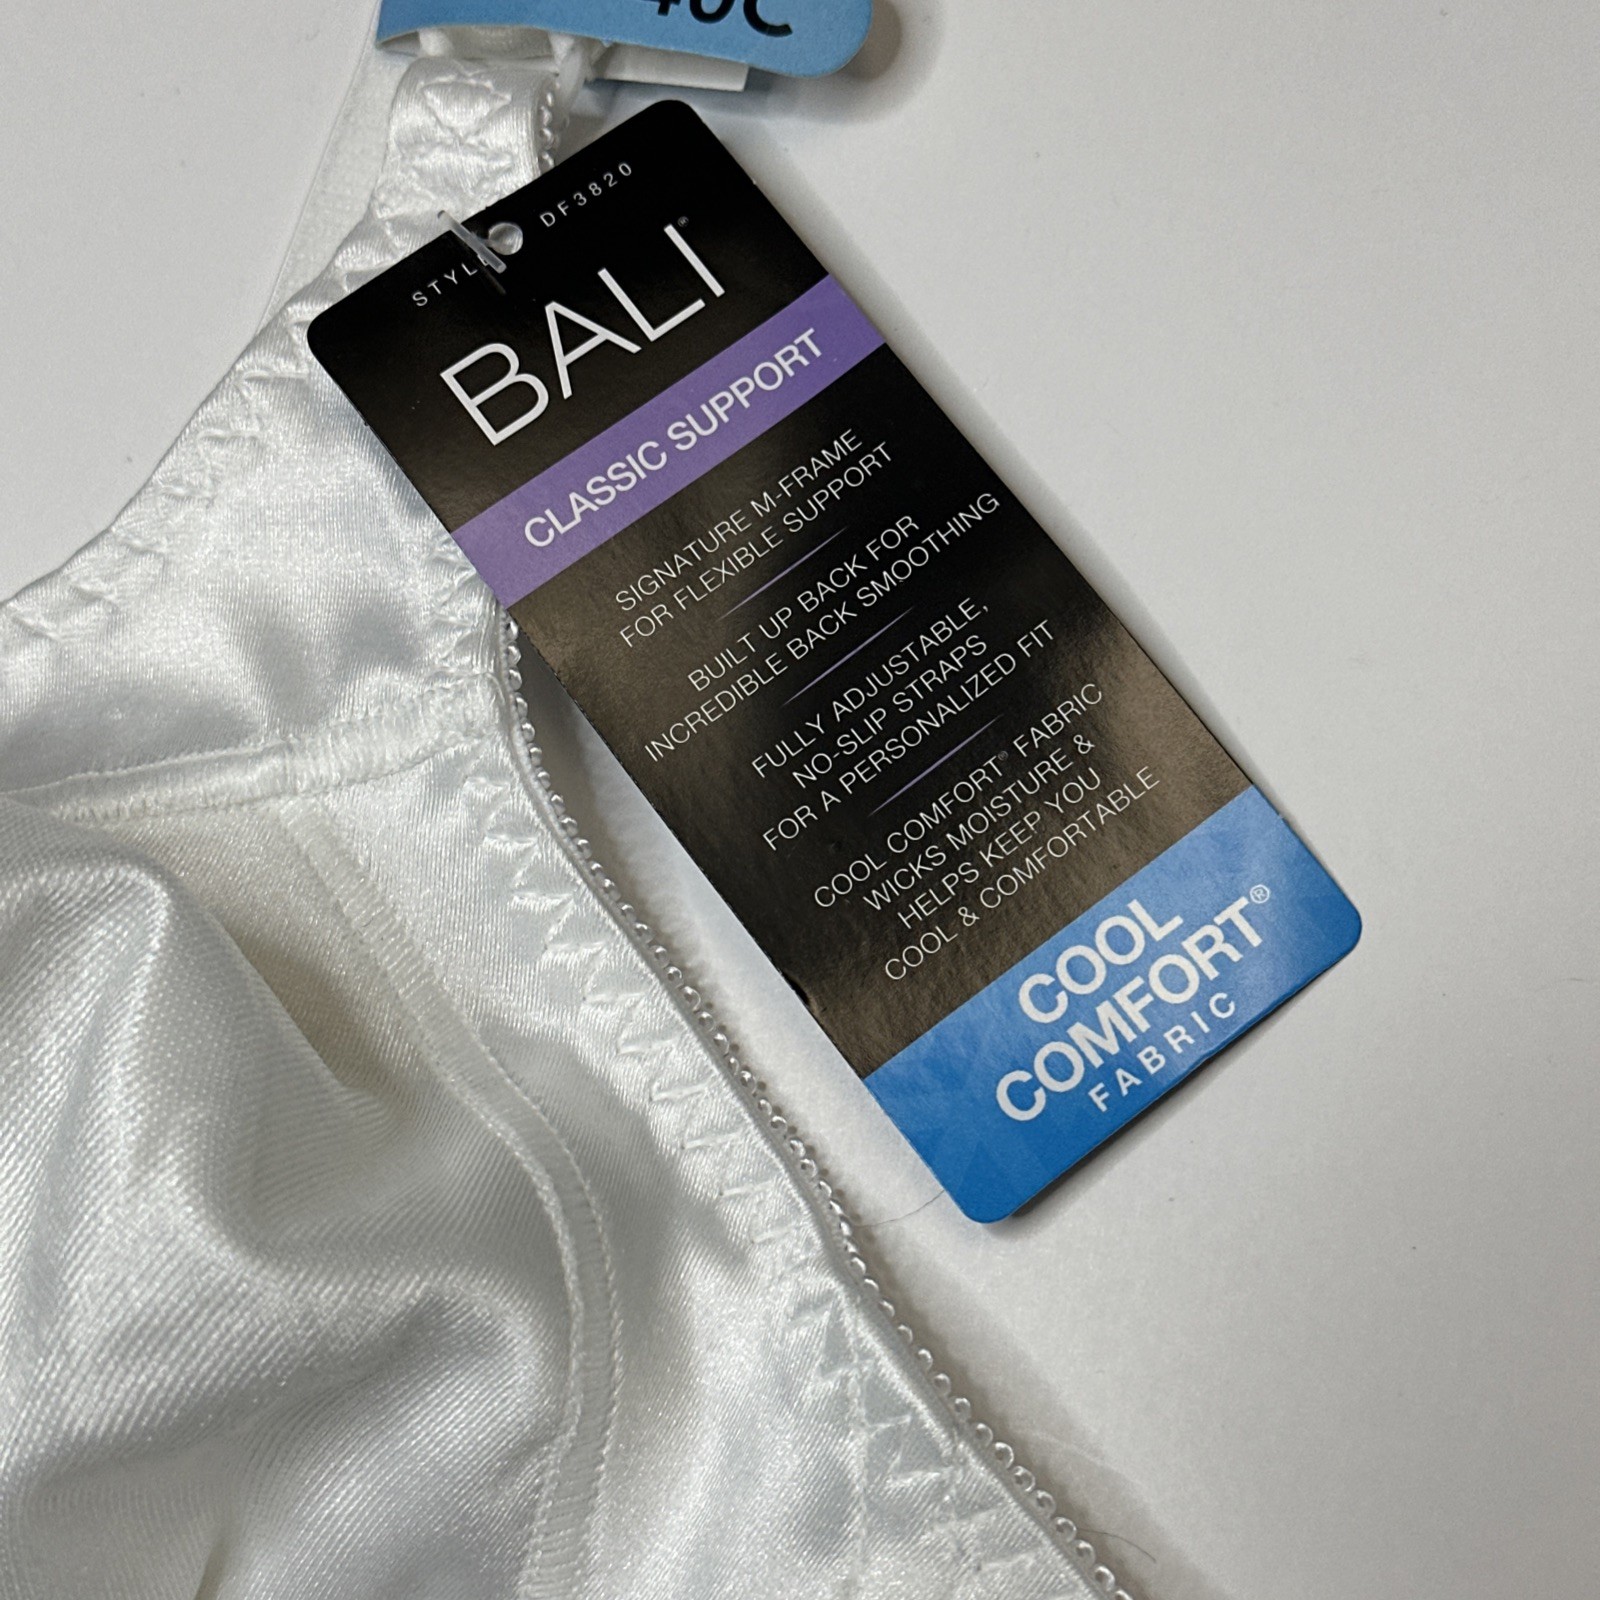 40C
STYLE DF3820
BALI®
CLASSIC SUPPORT
SIGNATURE M-FRAME
FOR FLEXIBLE SUPPORT
BUILT UP BACK FOR
INCREDIBLE BACK SMOOTHING
FULLY ADJUSTABLE,
NO-SLIP STRAPS
FOR A PERSONALIZED FIT
COOL COMFORT® FABRIC
WICKS MOISTURE &
HELPS KEEP YOU
COOL & COMFORTABLE
COOL
COMFORT®
FABRIC